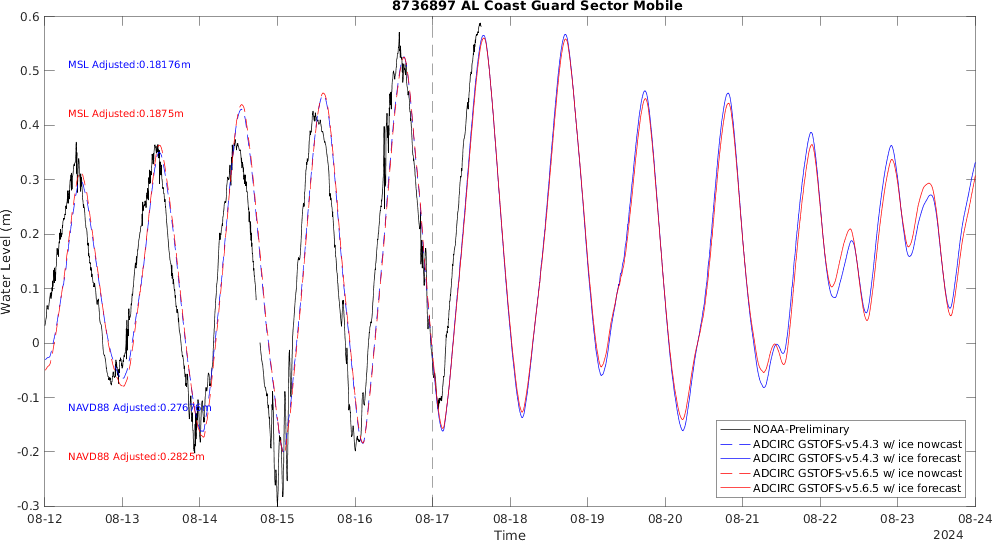 8736897 AL Coast Guard Sector Mobile
0.6
0.5
0.4
0.3
0.2
0.1
0
-0.1
-0.2
-0.3
Water Level (m)
MSL Adjusted:0.18176m
MSL Adjusted:0.1875m
NAVD88 Adjusted:0.27676m
NAVD88 Adjusted:0.2825m
NOAA-Preliminary
ADCIRC GSTOFS-v5.4.3 w/ ice nowcast
ADCIRC GSTOFS-v5.4.3 w/ ice forecast
ADCIRC GSTOFS-v5.6.5 w/ ice nowcast
ADCIRC GSTOFS-v5.6.5 w/ ice forecast
08-12 08-13 08-14 08-15 08-16 08-17 08-18 08-19 08-20 08-21 08-22 08-23 08-24
Time
2024